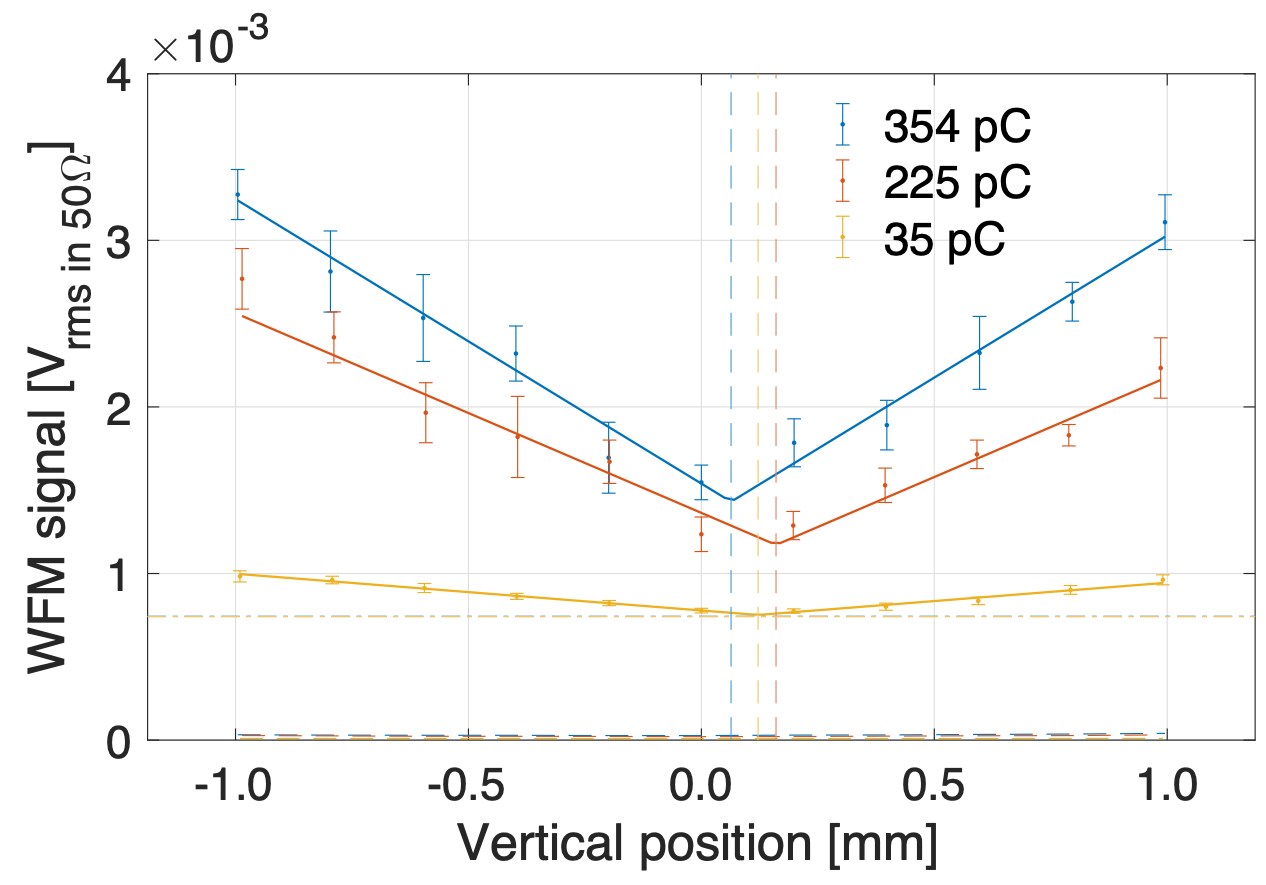 ×10⁻³
4
3
2
1
0
WFM signal [V_rms in 50Ω]
354 pC
225 pC
35 pC
-1.0 -0.5 0.0 0.5 1.0
Vertical position [mm]